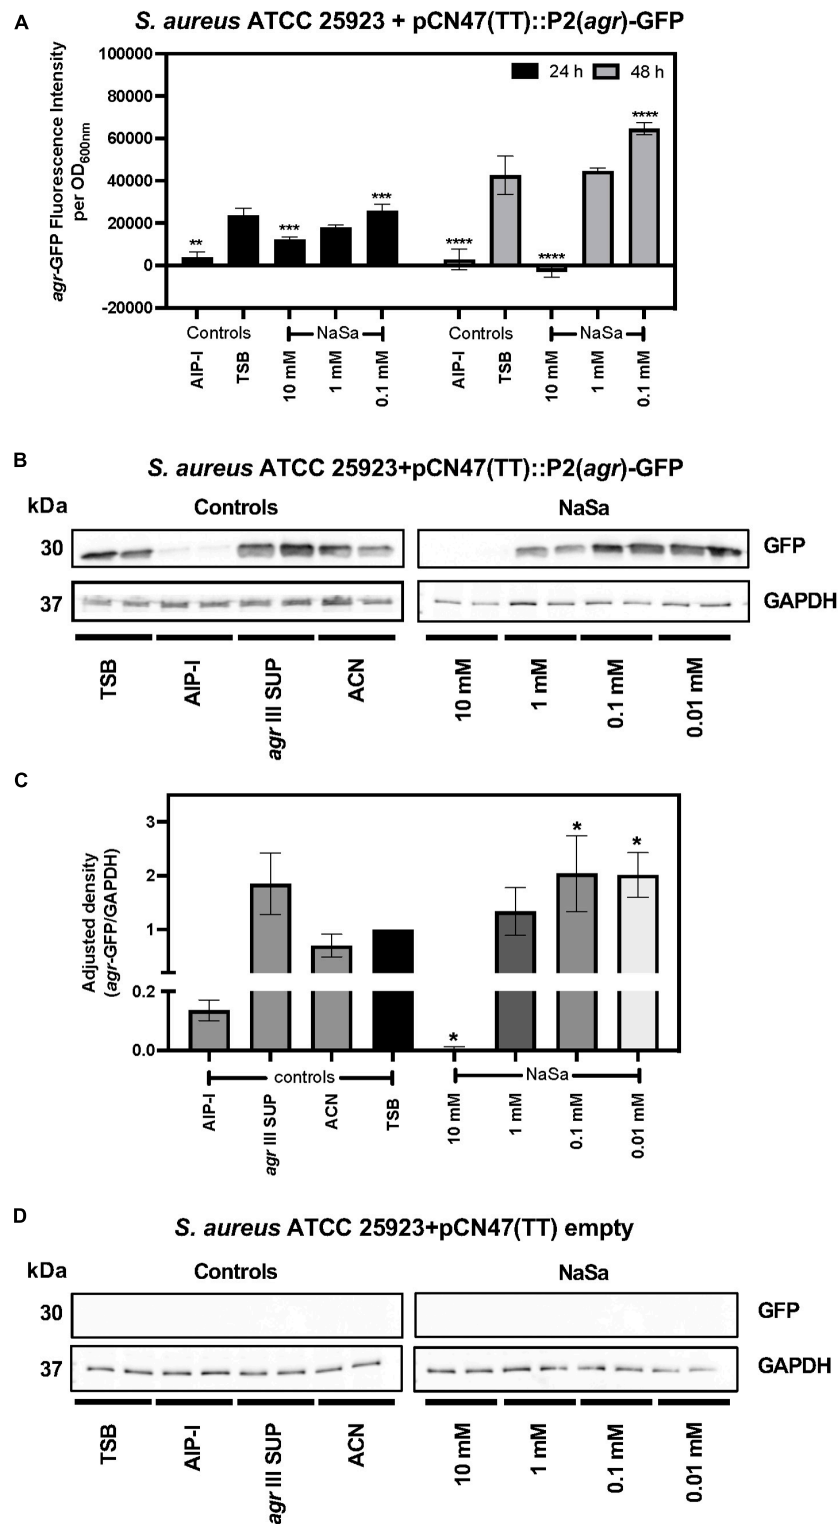 A
S. aureus ATCC 25923 + pCN47(TT)::P2(agr)-GFP
agr-GFP Fluorescence Intensity
per OD600nm
100000
80000
60000
40000
20000
0
-20000
24 h
48 h
**
***
***
****
****
****
Controls
NaSa
Controls
NaSa
AIP-I
TSB
10 mM
1 mM
0.1 mM
AIP-I
TSB
10 mM
1 mM
0.1 mM
B
S. aureus ATCC 25923+pCN47(TT)::P2(agr)-GFP
kDa
Controls
NaSa
30
GFP
37
GAPDH
TSB
AIP-I
agr III SUP
ACN
10 mM
1 mM
0.1 mM
0.01 mM
C
Adjusted density
(agr-GFP/GAPDH)
3
2
1
0.2
0.0
*
*
*
controls
NaSa
AIP-I
agr III SUP
ACN
TSB
10 mM
1 mM
0.1 mM
0.01 mM
D
S. aureus ATCC 25923+pCN47(TT) empty
kDa
Controls
NaSa
30
GFP
37
GAPDH
TSB
AIP-I
agr III SUP
ACN
10 mM
1 mM
0.1 mM
0.01 mM